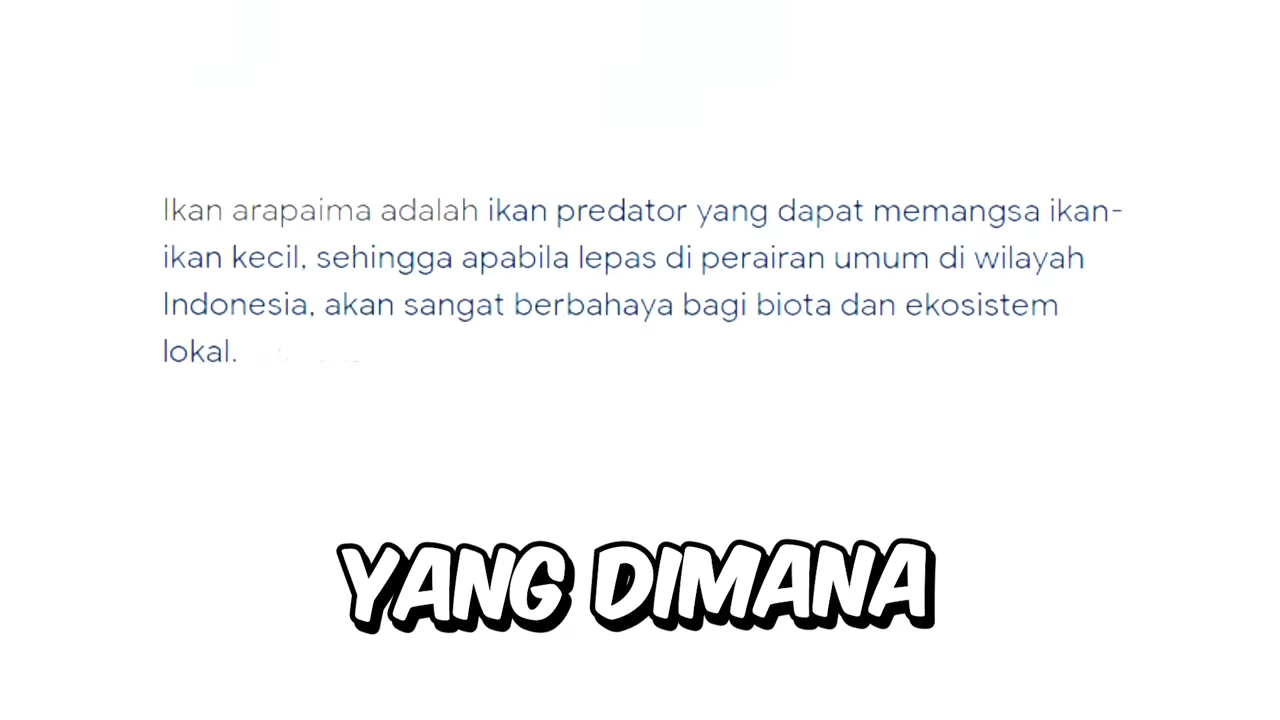 Ikan arapaima adalah ikan predator yang dapat memangsa ikan-
ikan kecil, sehingga apabila lepas di perairan umum di wilayah
Indonesia, akan sangat berbahaya bagi biota dan ekosistem
lokal.
YANG DIMANA